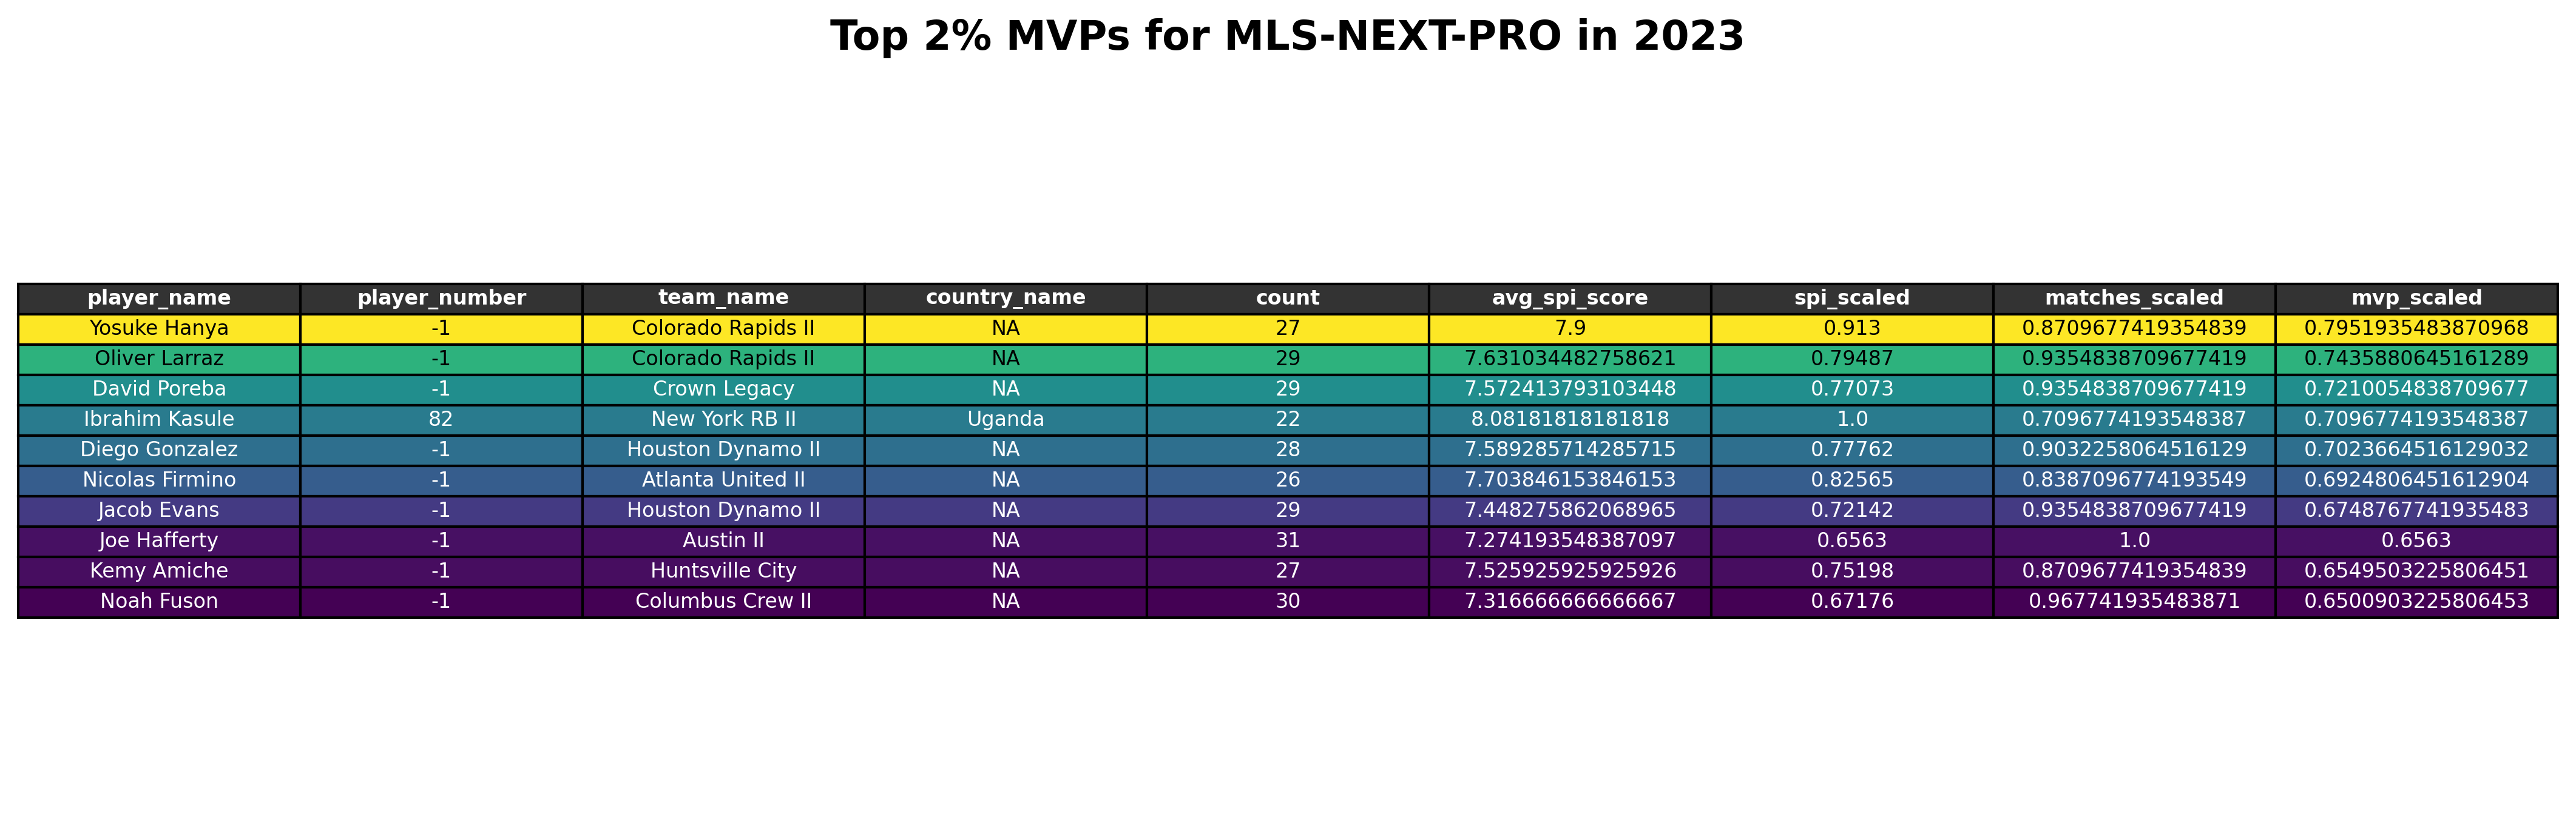 Top 2% MVPs for MLS-NEXT-PRO in 2023
player_name player_number team_name country_name count avg_spi_score spi_scaled matches_scaled mvp_scaled
Yosuke Hanya -1 Colorado Rapids II NA 27 7.9 0.913 0.8709677419354839 0.7951935483870968
Oliver Larraz -1 Colorado Rapids II NA 29 7.631034482758621 0.79487 0.9354838709677419 0.7435880645161289
David Poreba -1 Crown Legacy NA 29 7.572413793103448 0.77073 0.9354838709677419 0.7210054838709677
Ibrahim Kasule 82 New York RB II Uganda 22 8.08181818181818 1.0 0.7096774193548387 0.7096774193548387
Diego Gonzalez -1 Houston Dynamo II NA 28 7.589285714285715 0.77762 0.9032258064516129 0.7023664516129032
Nicolas Firmino -1 Atlanta United II NA 26 7.703846153846153 0.82565 0.8387096774193549 0.6924806451612904
Jacob Evans -1 Houston Dynamo II NA 29 7.448275862068965 0.72142 0.9354838709677419 0.6748767741935483
Joe Hafferty -1 Austin II NA 31 7.274193548387097 0.6563 1.0 0.6563
Kemy Amiche -1 Huntsville City NA 27 7.525925925925926 0.75198 0.8709677419354839 0.6549503225806451
Noah Fuson -1 Columbus Crew II NA 30 7.316666666666667 0.67176 0.967741935483871 0.6500903225806453